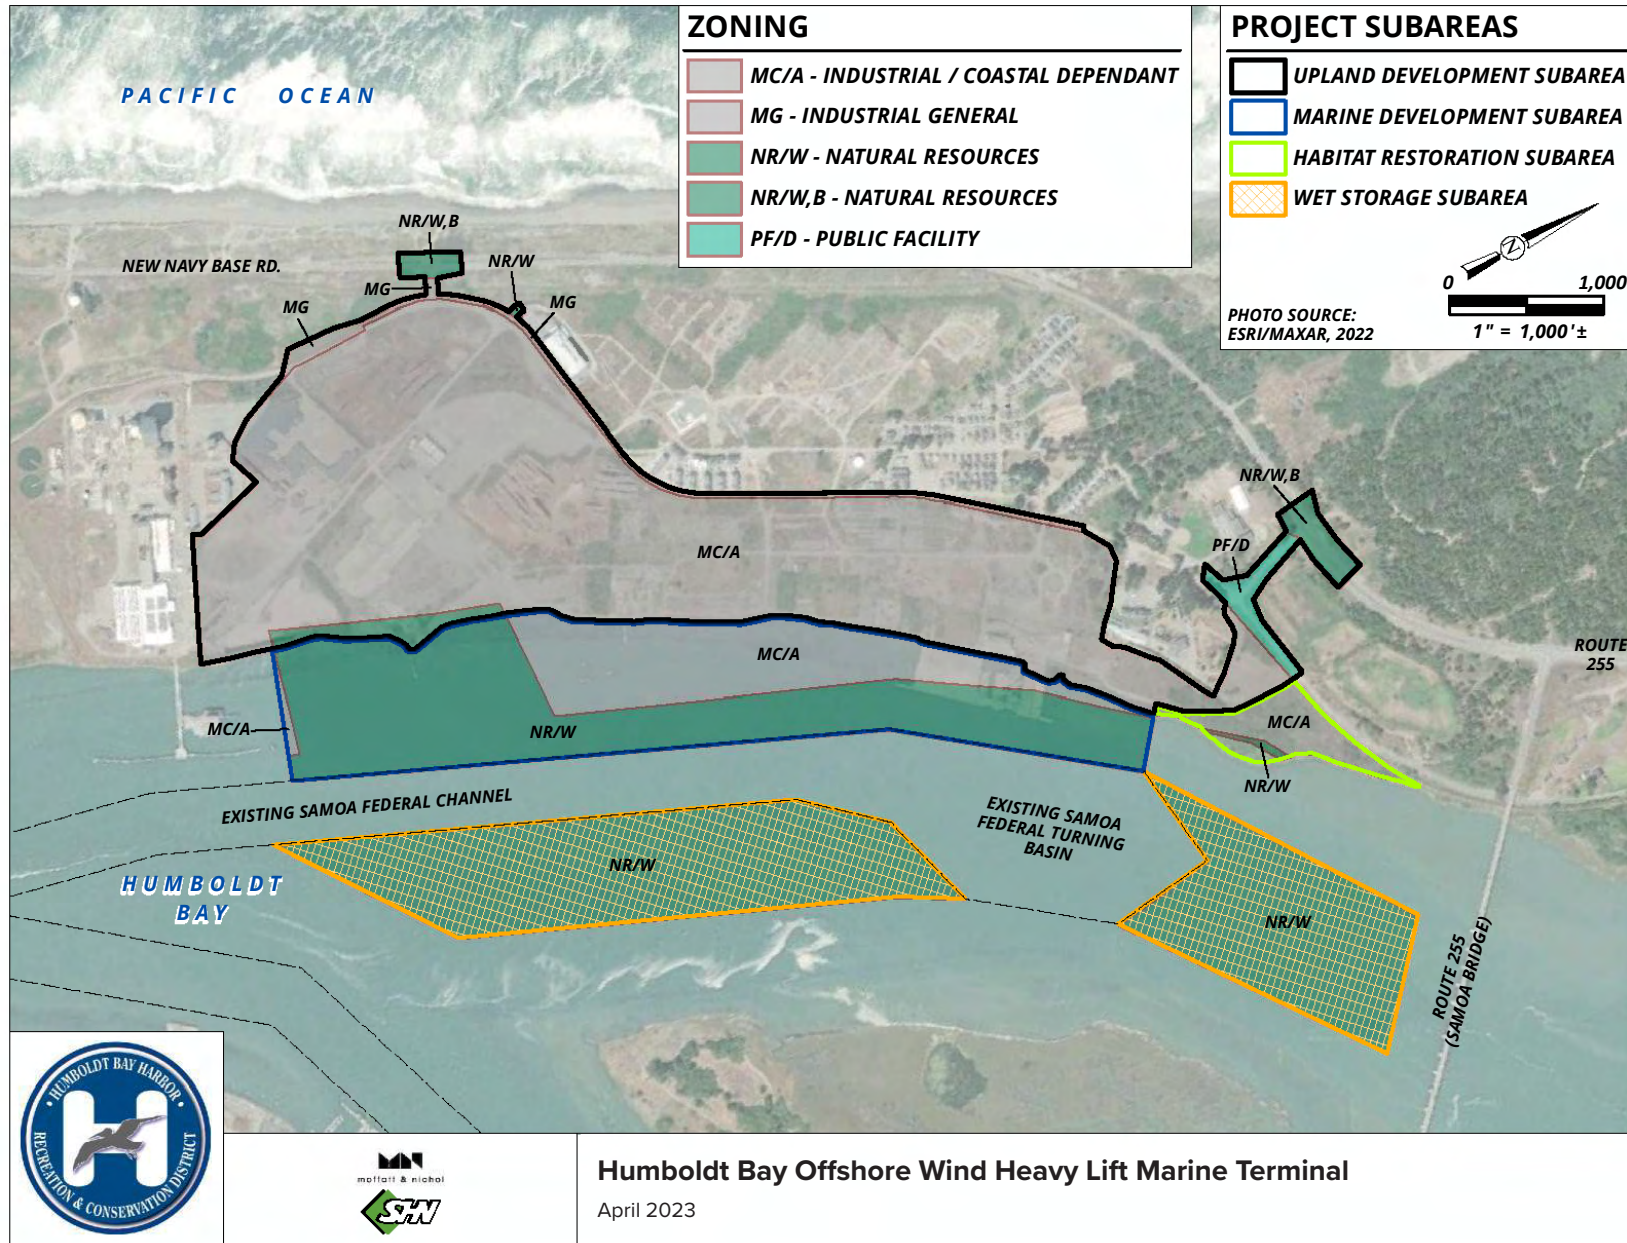 PACIFIC OCEAN
ZONING
MC/A - INDUSTRIAL / COASTAL DEPENDANT
MG - INDUSTRIAL GENERAL
NR/W - NATURAL RESOURCES
NR/W,B - NATURAL RESOURCES
PF/D - PUBLIC FACILITY
PROJECT SUBAREAS
UPLAND DEVELOPMENT SUBAREA
MARINE DEVELOPMENT SUBAREA
HABITAT RESTORATION SUBAREA
WET STORAGE SUBAREA
N
0 1,000
1" = 1,000'±
PHOTO SOURCE:
ESRI/MAXAR, 2022
NR/W,B
NEW NAVY BASE RD.
NR/W
MG
MG
MG
NR/W,B
PF/D
MC/A
ROUTE
255
MC/A
MC/A
MC/A
NR/W
NR/W
EXISTING SAMOA FEDERAL CHANNEL
EXISTING SAMOA
FEDERAL TURNING
BASIN
NR/W
HUMBOLDT
BAY
NR/W
ROUTE 255
(SAMOA BRIDGE)
HUMBOLDT BAY HARBOR
H
RECREATION & CONSERVATION DISTRICT
moffatt & nichol
SHN
Humboldt Bay Offshore Wind Heavy Lift Marine Terminal
April 2023